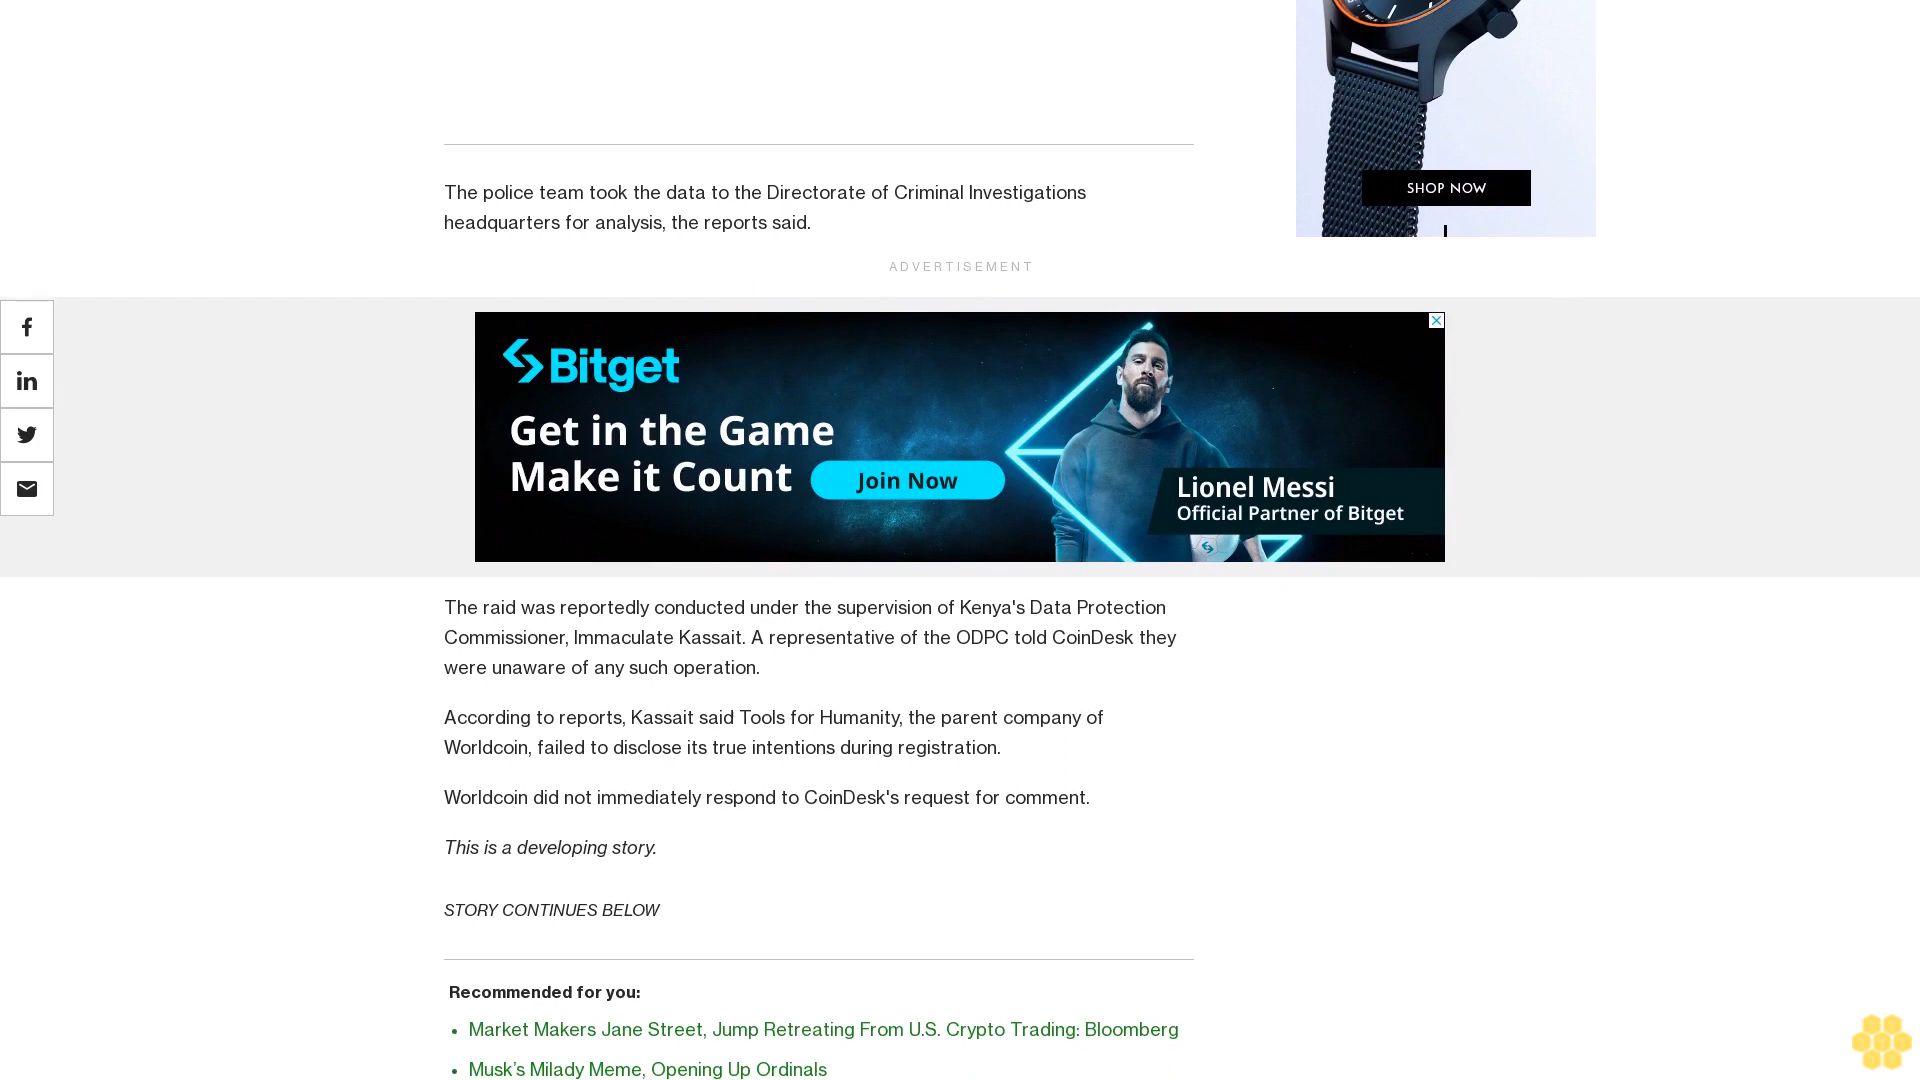 SHOP NOW
The police team took the data to the Directorate of Criminal Investigations
headquarters for analysis, the reports said.
ADVERTISEMENT
Bitget
Get in the Game
Make it Count
Join Now
Lionel Messi
Official Partner of Bitget
The raid was reportedly conducted under the supervision of Kenya's Data Protection
Commissioner, Immaculate Kassait. A representative of the ODPC told CoinDesk they
were unaware of any such operation.
According to reports, Kassait said Tools for Humanity, the parent company of
Worldcoin, failed to disclose its true intentions during registration.
Worldcoin did not immediately respond to CoinDesk's request for comment.
This is a developing story.
STORY CONTINUES BELOW
Recommended for you:
• Market Makers Jane Street, Jump Retreating From U.S. Crypto Trading: Bloomberg
• Musk’s Milady Meme, Opening Up Ordinals